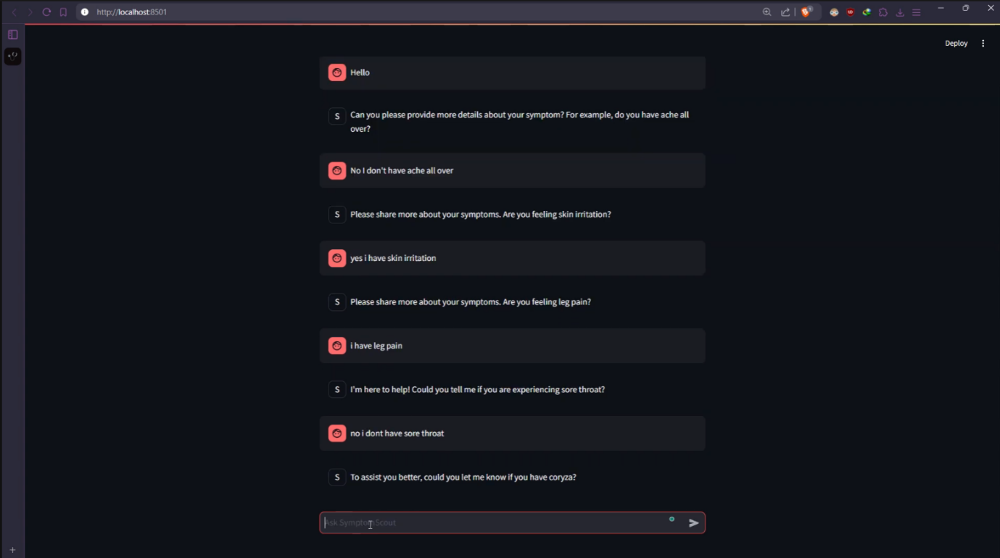 http://localhost:8501
Deploy
Hello
S
Can you please provide more details about your symptom? For example, do you have ache all
over?
No I don't have ache all over
S
Please share more about your symptoms. Are you feeling skin irritation?
yes i have skin irritation
S
Please share more about your symptoms. Are you feeling leg pain?
i have leg pain
S
I'm here to help! Could you tell me if you are experiencing sore throat?
no i dont have sore throat
S
To assist you better, could you let me know if you have coryza?
Ask SymptomScout